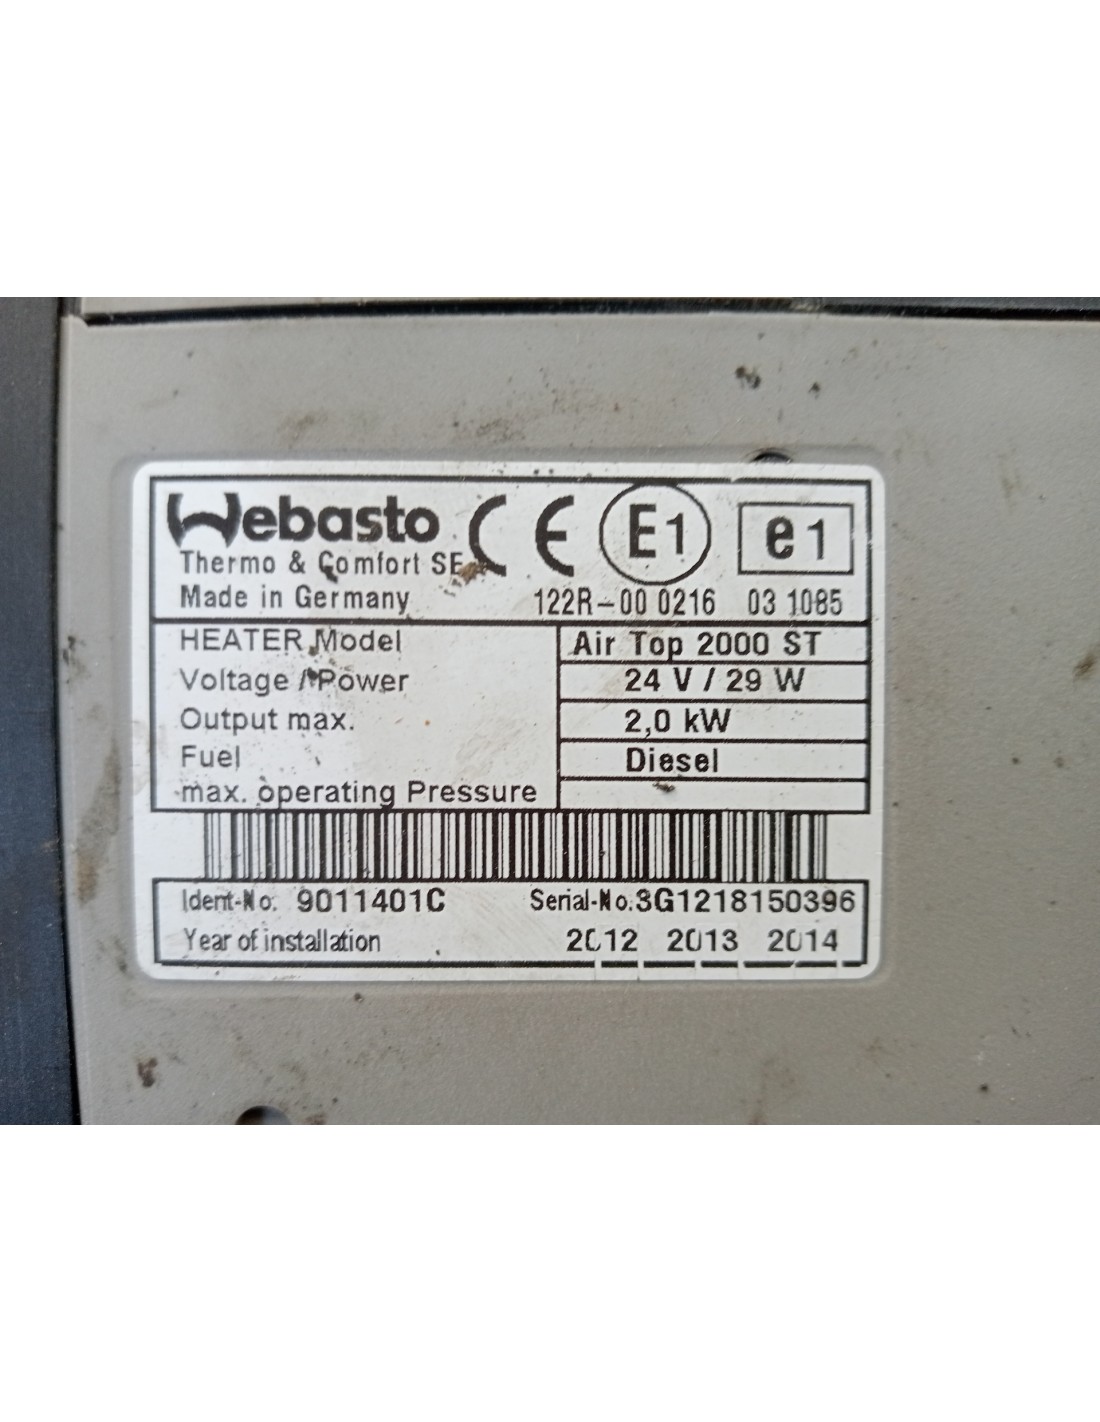 Webasto CE E1 e1
Thermo & Comfort SE
Made in Germany 122R-00 0216 03 1085
HEATER Model Air Top 2000 ST
Voltage / Power 24 V / 29 W
Output max. 2,0 kW
Fuel Diesel
max. operating Pressure
Ident-No. 9011401C Serial-No. 3G1218150396
Year of installation 2012 2013 2014